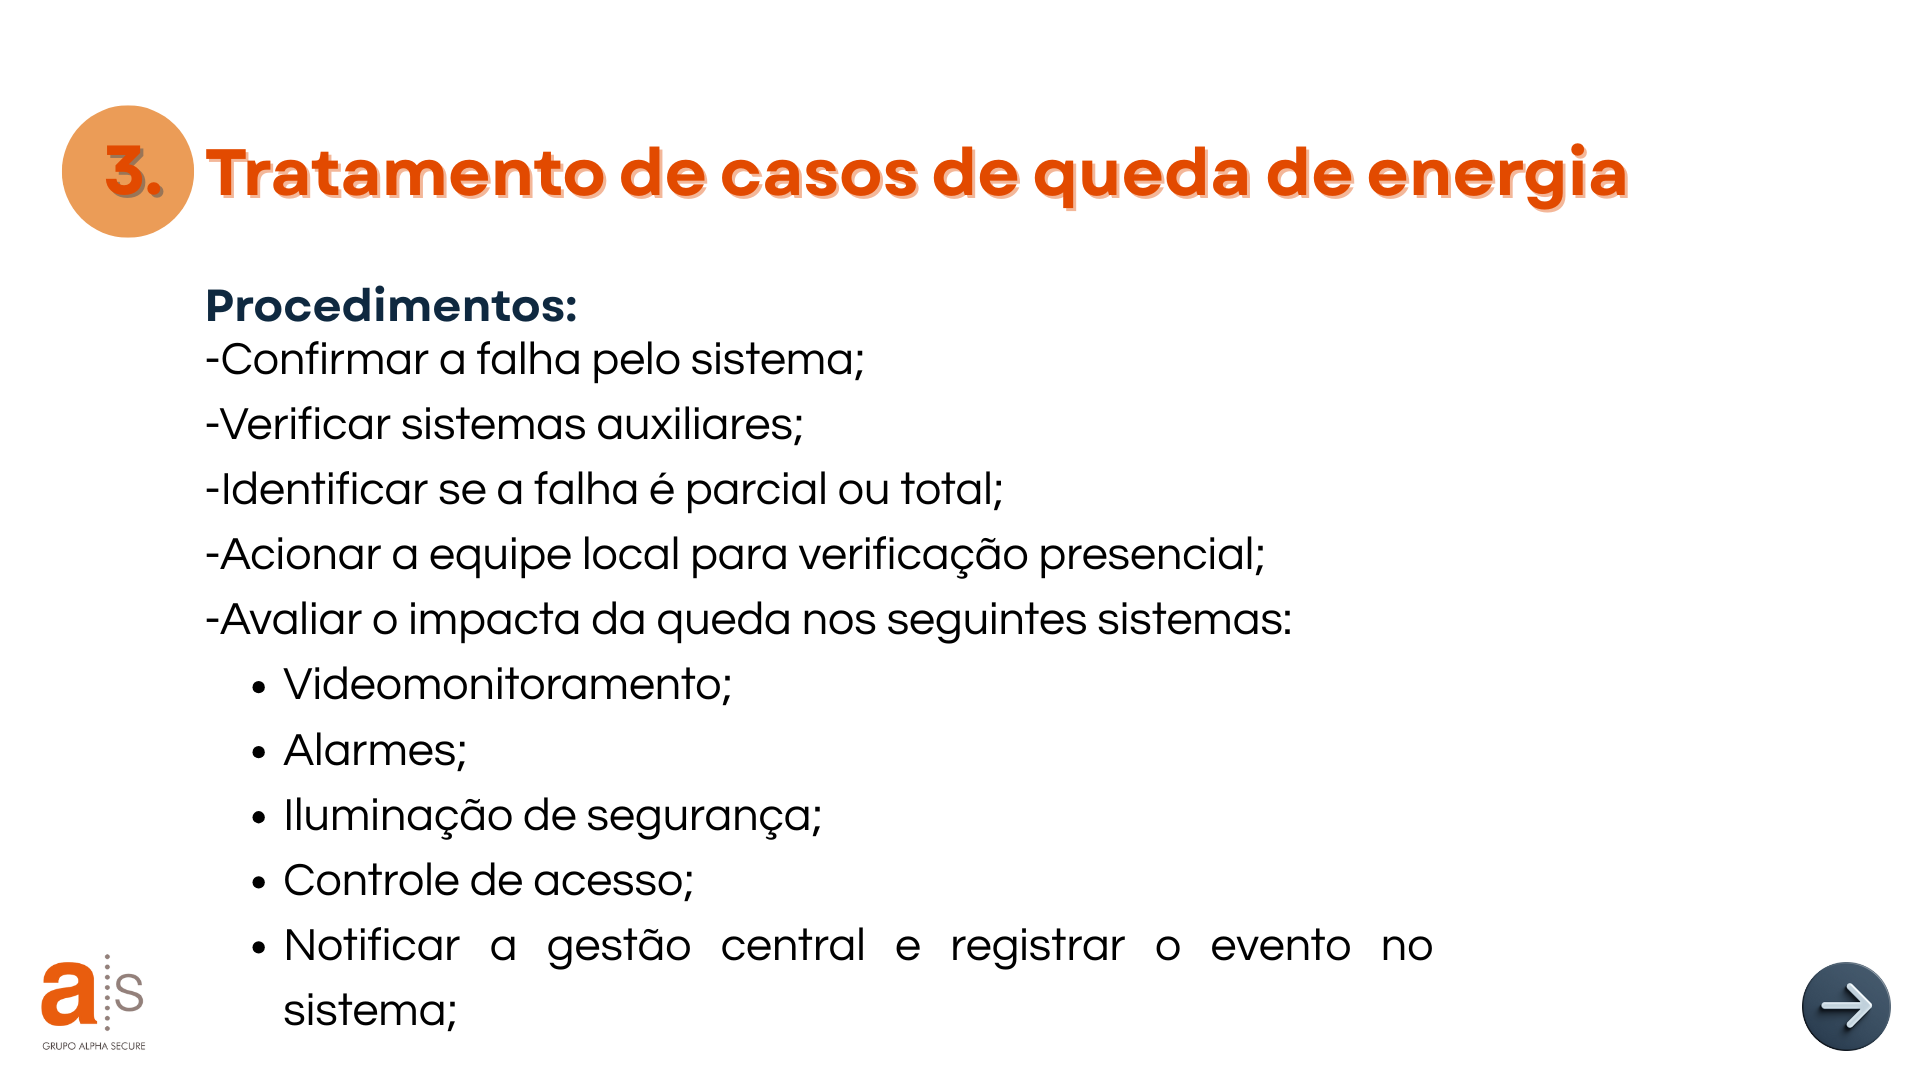 3. Tratamento de casos de queda de energia
Procedimentos:
-Confirmar a falha pelo sistema;
-Verificar sistemas auxiliares;
-Identificar se a falha é parcial ou total;
-Acionar a equipe local para verificação presencial;
-Avaliar o impacta da queda nos seguintes sistemas:
• Videomonitoramento;
• Alarmes;
• Iluminação de segurança;
• Controle de acesso;
• Notificar a gestão central e registrar o evento no
sistema;
a s
GRUPO ALPHA SECURE